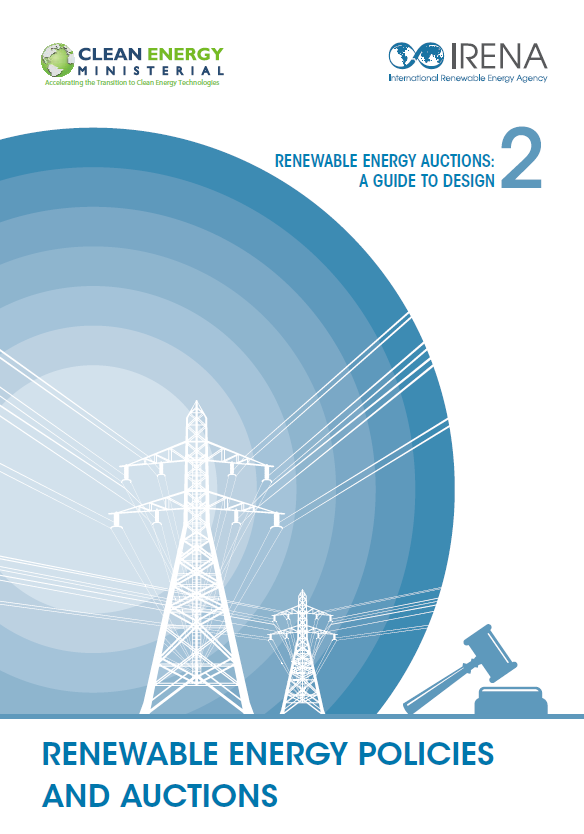 CLEAN ENERGY
MINISTERIAL
Accelerating the Transition to Clean Energy Technologies
IRENA
International Renewable Energy Agency
RENEWABLE ENERGY AUCTIONS:
A GUIDE TO DESIGN
2
RENEWABLE ENERGY POLICIES
AND AUCTIONS